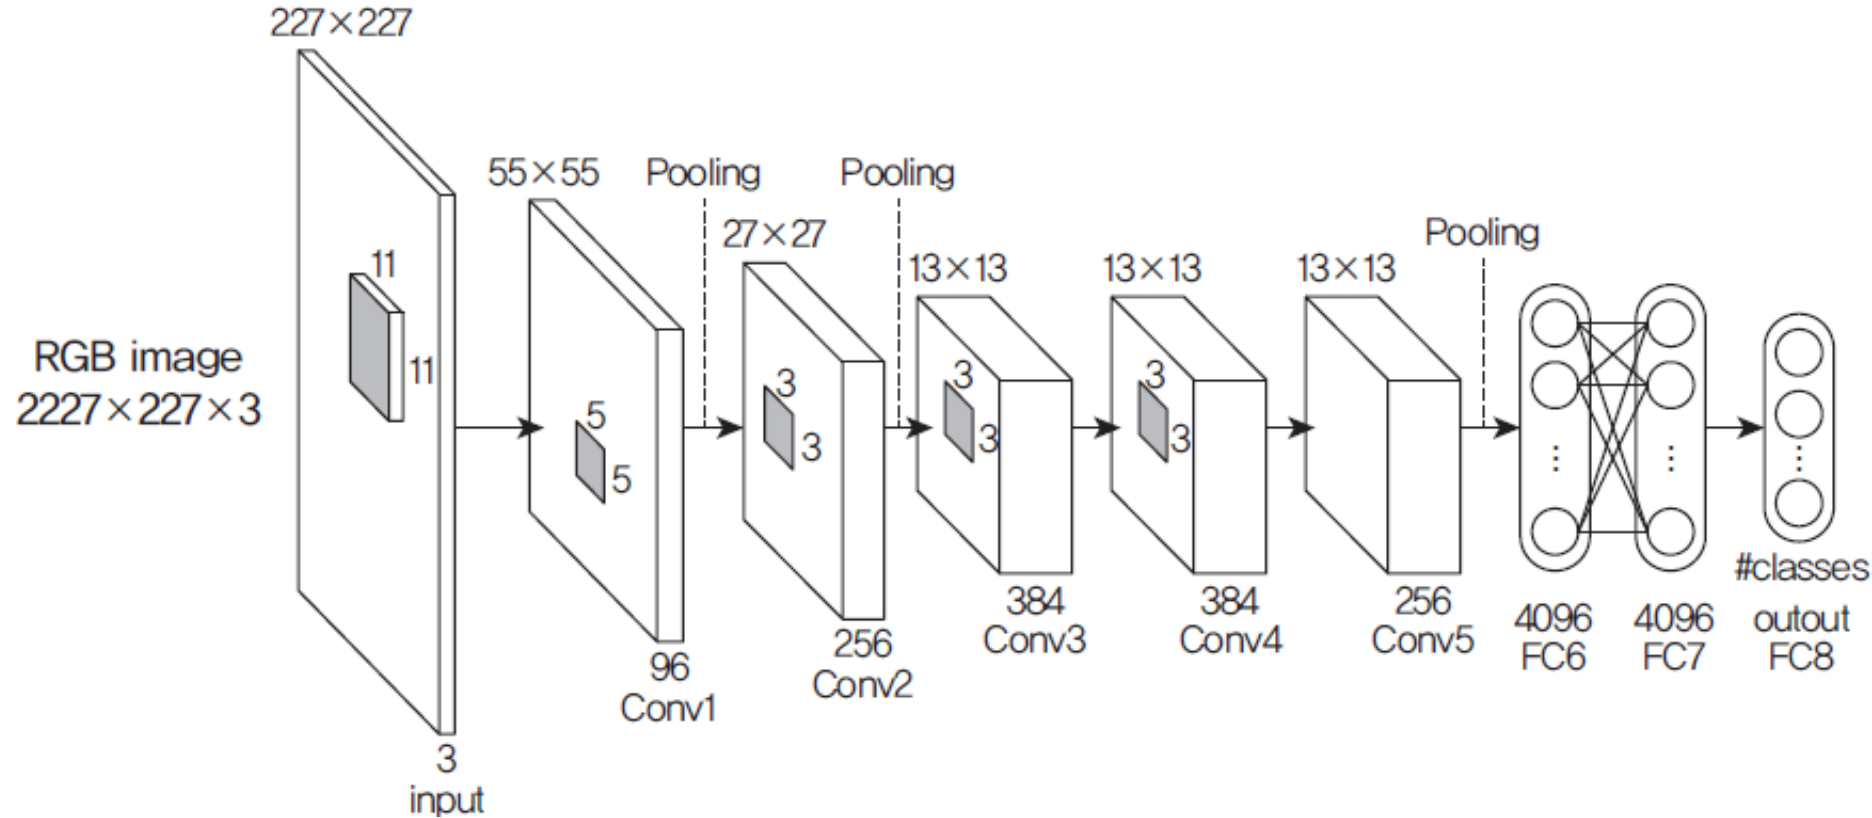 227×227
55×55
Pooling
Pooling
27×27
Pooling
13×13
13×13
13×13
11
11
RGB image
2227×227×3
5
5
3
3
3
3
3
3
3
input
96
Conv1
256
Conv2
384
Conv3
384
Conv4
256
Conv5
...
...
...
4096
FC6
4096
FC7
#classes
outout
FC8